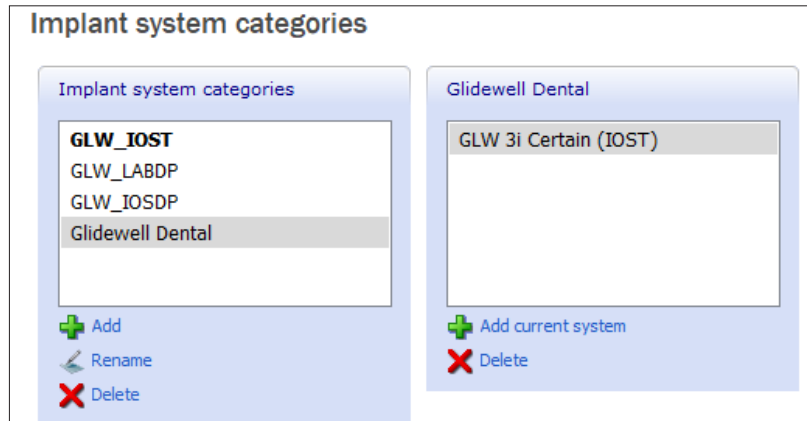 Implant system categories
Implant system categories
GLW_IOST
GLW_LABDP
GLW_IOSDP
Glidewell Dental
Add
Rename
Delete
Glidewell Dental
GLW 3i Certain (IOST)
Add current system
Delete